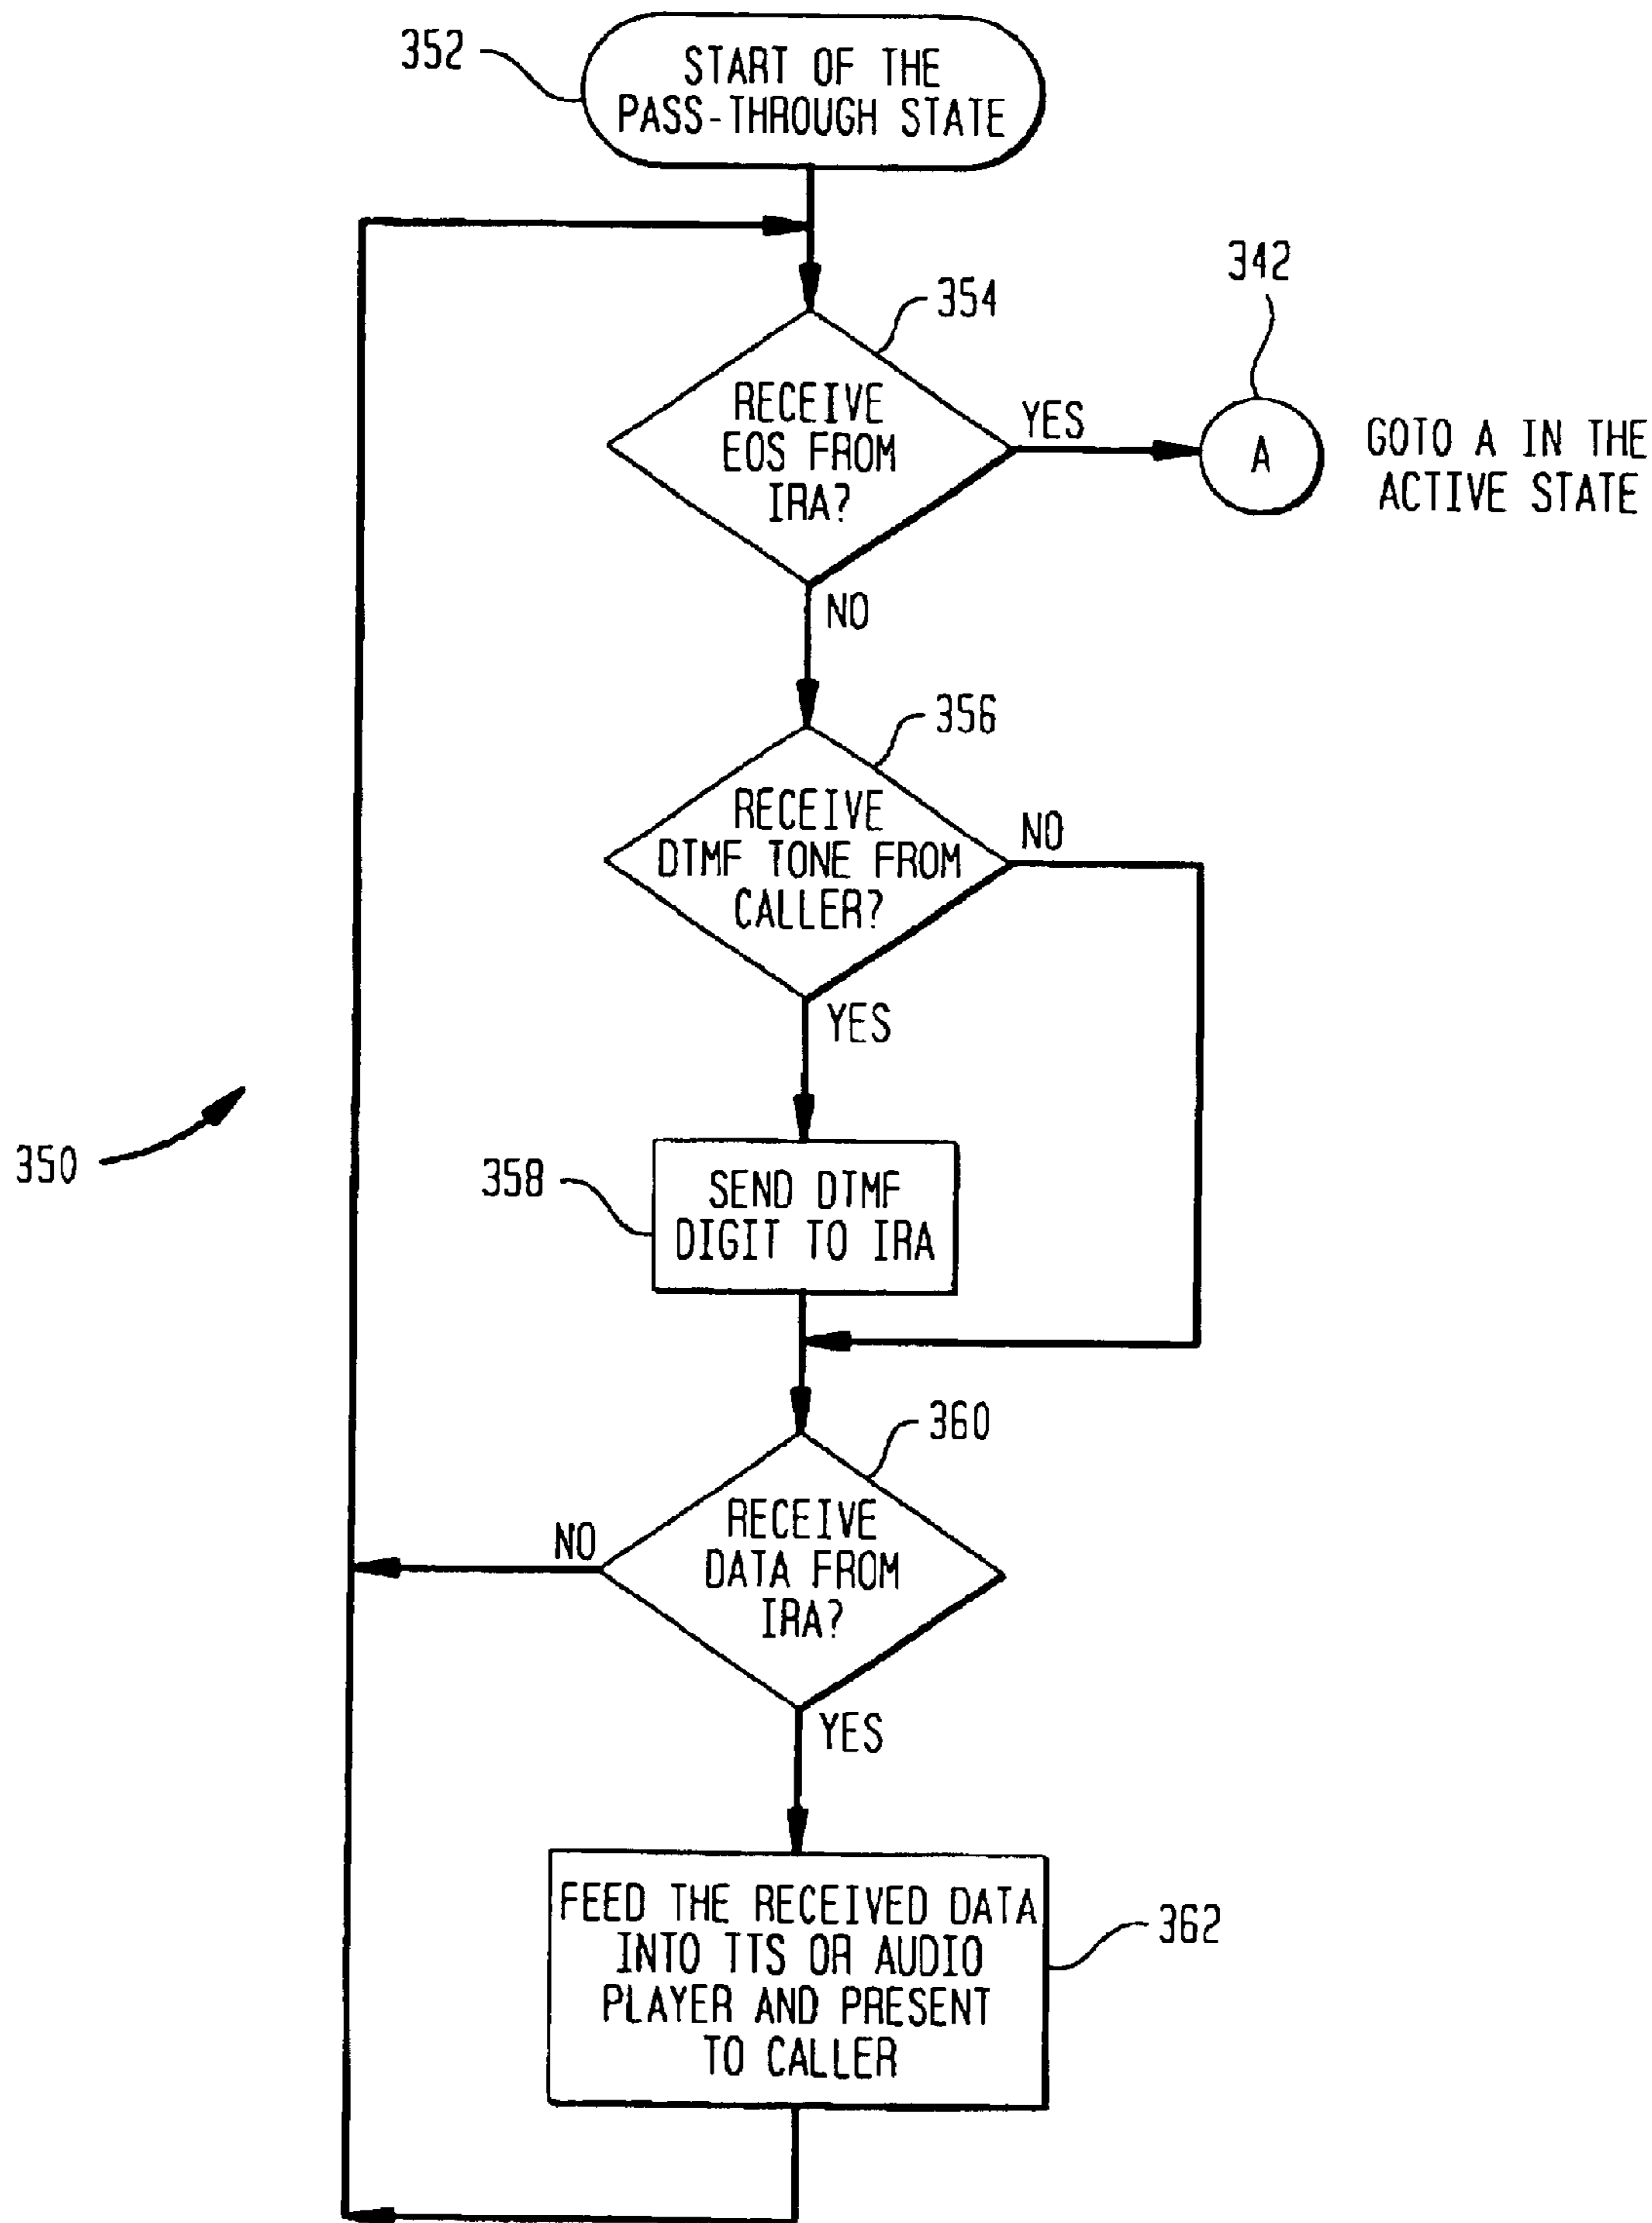 352
START OF THE
PASS-THROUGH STATE
354
342
RECEIVE
EOS FROM
IRA?
YES
A
GOTO A IN THE
ACTIVE STATE
NO
356
RECEIVE
DTMF TONE FROM
CALLER?
NO
YES
350
358
SEND DTMF
DIGIT TO IRA
360
RECEIVE
DATA FROM
IRA?
NO
YES
FEED THE RECEIVED DATA
INTO TTS OR AUDIO
PLAYER AND PRESENT
TO CALLER
362